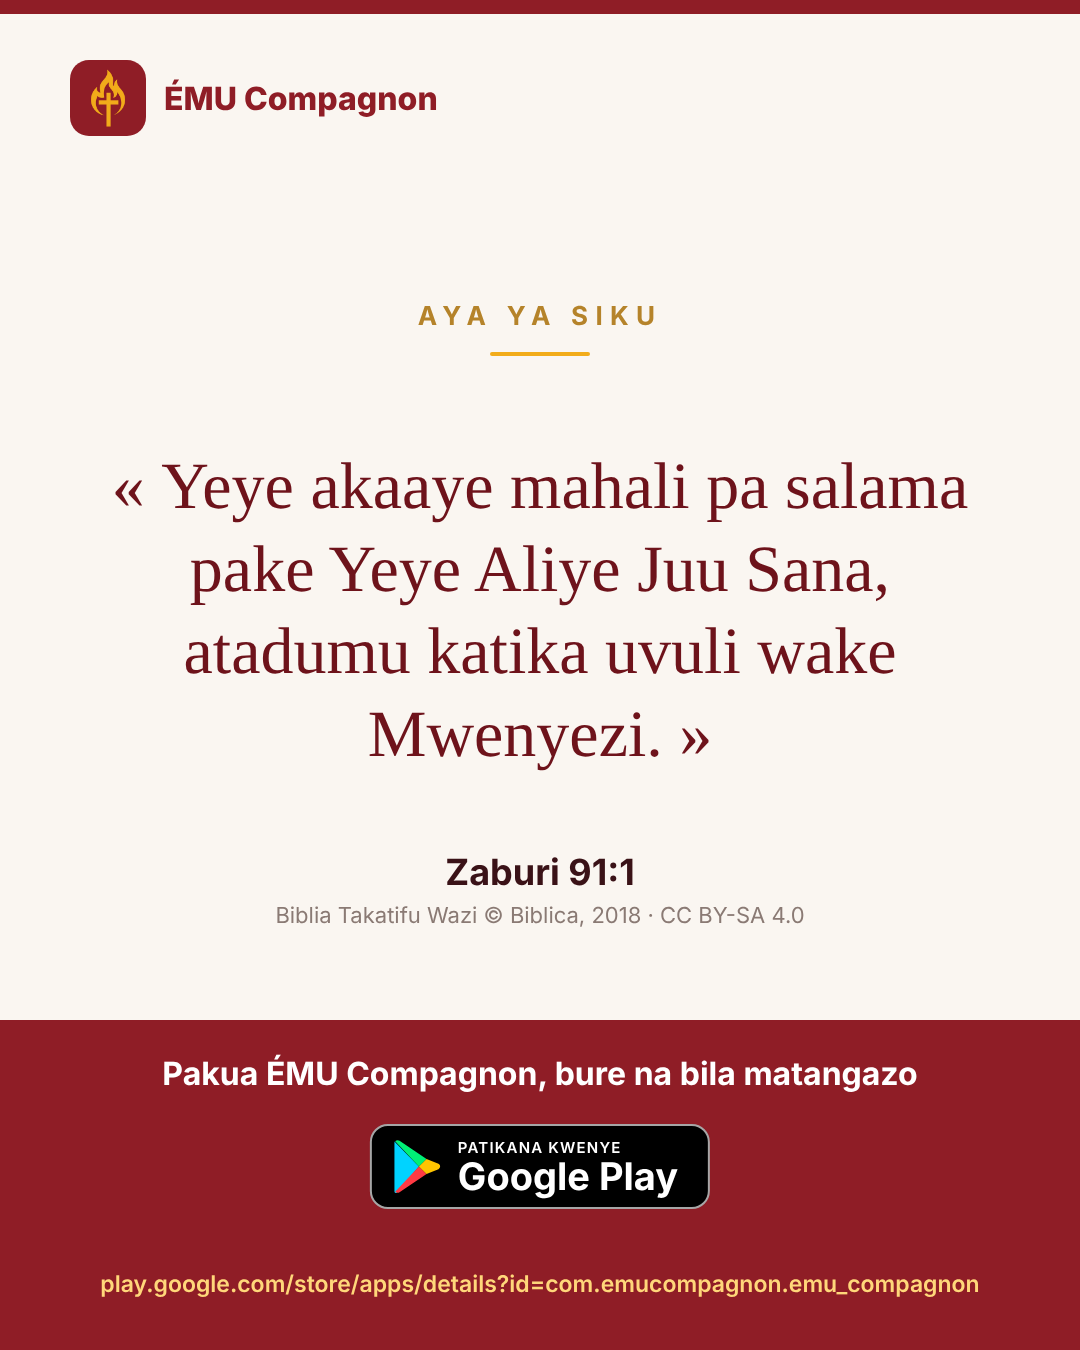 ÉMU Compagnon
AYA YA SIKU
« Yeye akaaye mahali pa salama
pake Yeye Aliye Juu Sana,
atadumu katika uvuli wake
Mwenyezi. »
Zaburi 91:1
Biblia Takatifu Wazi © Biblica, 2018 · CC BY-SA 4.0
Pakua ÉMU Compagnon, bure na bila matangazo
PATIKANA KWENYE
Google Play
play.google.com/store/apps/details?id=com.emucompagnon.emu_compagnon